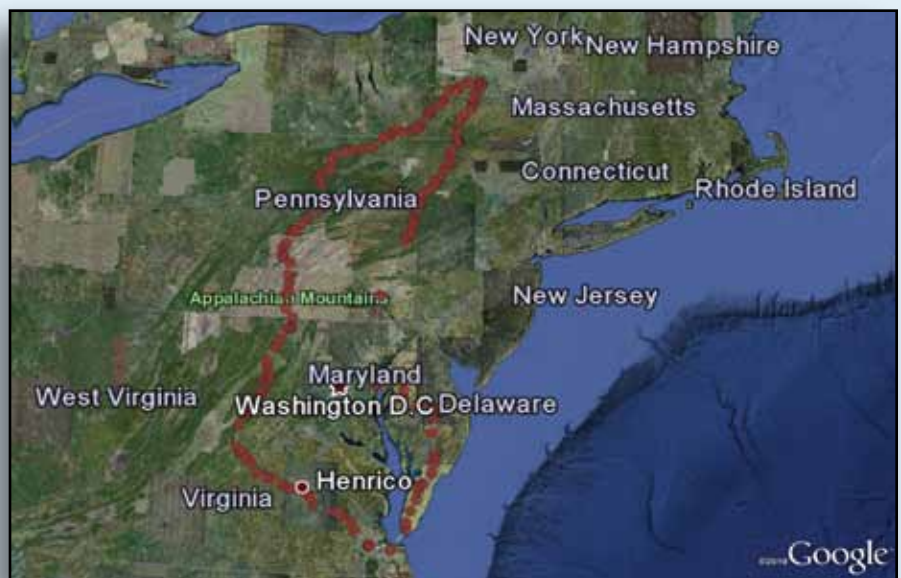 New York New Hampshire
Massachusetts
Connecticut
Rhode Island
Pennsylvania
Appalachian Mountains
New Jersey
Maryland
West Virginia
Washington D.C Delaware
Henrico
Virginia
Google